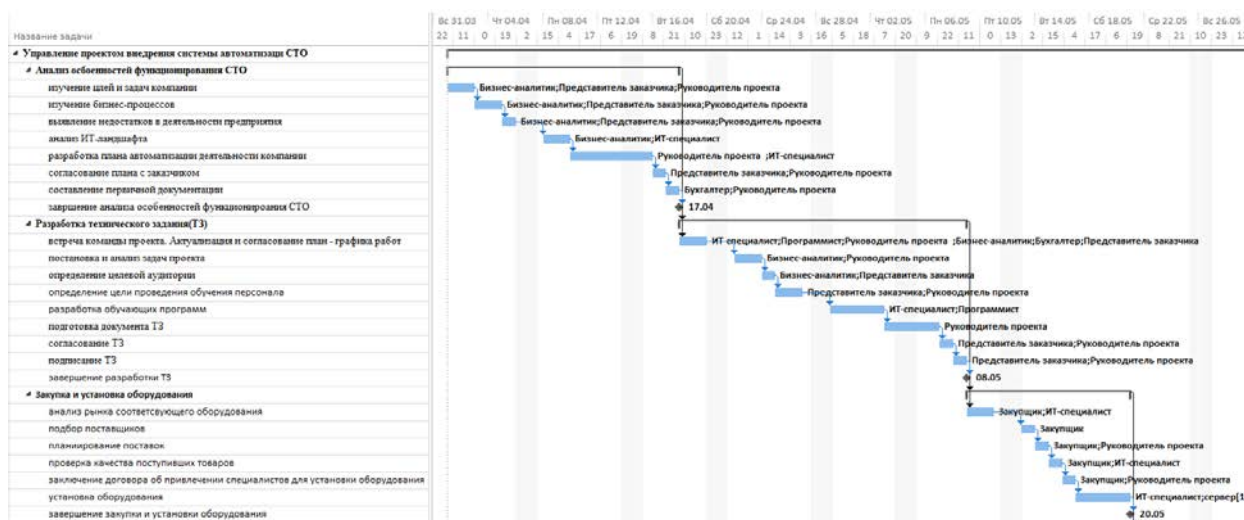 Вс 31.03 Чт 04.04 Пн 08.04 Пт 12.04 Вт 16.04 Сб 20.04 Ср 24.04 Вс 28.04 Чт 02.05 Пн 06.05 Пт 10.05 Вт 14.05 Сб 18.05 Ср 22.05 Вс 26.05
Название задачи 22 11 0 13 2 15 4 17 6 19 8 21 10 23 12 1 14 3 16 5 18 7 20 9 22 11 0 13 2 15 4 17 6 19 8 21 10 23
Управление проектом внедрения системы автоматизаци СТО
Анализ особенностей функционирования СТО
изучение целй и задач компании Бизнес-аналитик;Представитель заказчика;Руководитель проекта
изучение бизнес-процессов Бизнес-аналитик;Представитель заказчика;Руководитель проекта
выявление недостатков в деятельности предприятия Бизнес-аналитик;Представитель заказчика;Руководитель проекта
анализ ИТ-ландшафта Бизнес-аналитик;ИТ-специалист
разработка плана автоматизации деятельности компании Руководитель проекта ;ИТ-специалист
согласование плана с заказчиком Представитель заказчика;Руководитель проекта
составление первичной документации Бухгалтер;Руководитель проекта
завршение анализа особенностей функционироания СТО 17.04
Разработка технического задания(ТЗ)
встреча команды проекта. Актуализация и согласование план - графика работ ИТ специалист;Программист;Руководитель проекта ;Бизнес-аналитик;Бухгалтер;Представитель заказчика
постановка и анализ задач проекта Бизнес-аналитик;Руководитель проекта
определение целевой аудитории Бизнес-аналитик;Представитель заказчика
определение цели проведения обучения персонала Представитель заказчика;Руководитель проекта
разработка обучающих программ ИТ-специалист;Программист
подготовка документа ТЗ Руководитель проекта
согласование ТЗ Представитель заказчика;Руководитель проекта
подписание ТЗ Представитель заказчика;Руководитель проекта
завершение разработки ТЗ 08.05
Закупка и установка оборудования
анализ рынка соответсвующего оборудования Закупщик;ИТ-специалист
подбор поставщиков Закупщик
планиирование поставок Закупщик;Руководитель проекта
проверка качества поступивших товаров Закупщик;ИТ-специалист
заключение договора об привлечении специалистов для установки оборудования Закупщик;Руководитель проекта
установка оборудования ИТ-специалист;сервер[1
завершение закупки и установки оборудования 20.05